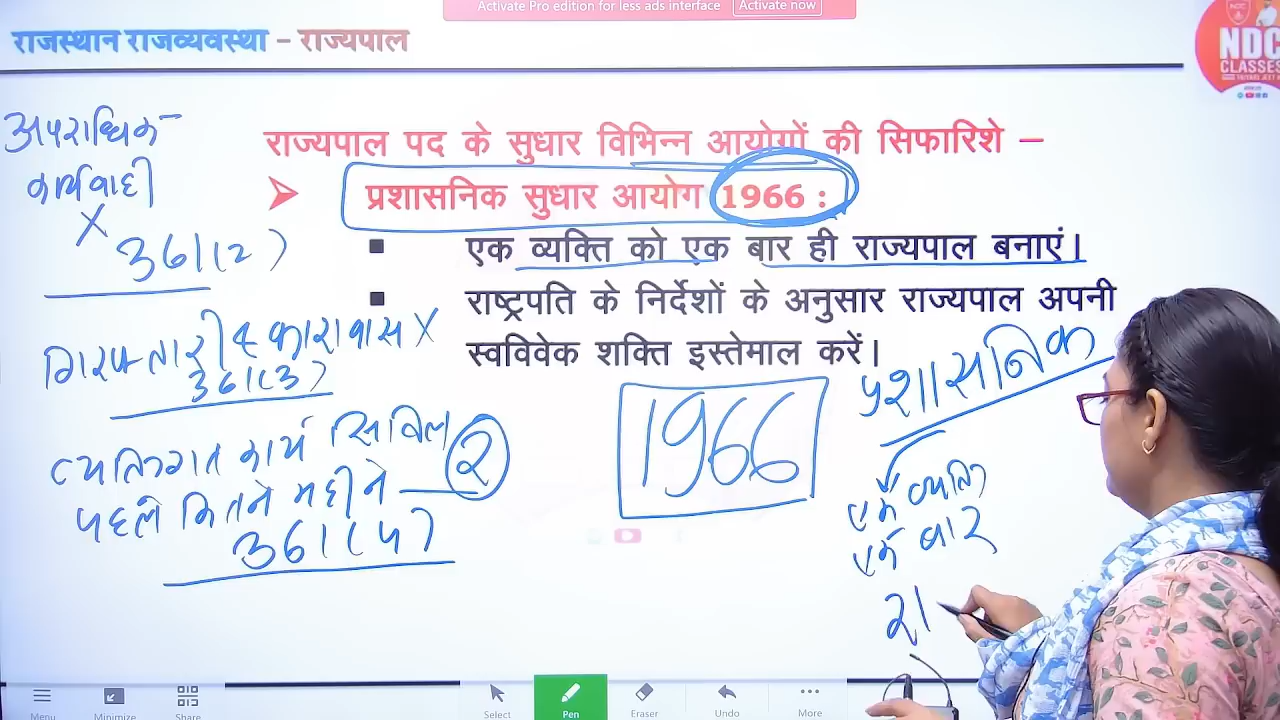 Activate Pro edition for less ads interface Activate now
राजस्थान राजव्यवस्था – राज्यपाल
NDC
CLASSES
राज्यपाल पद के सुधार विभिन्न आयोगों की सिफारिशे –
प्रशासनिक सुधार आयोग 1966 :
एक व्यक्ति को एक बार ही राज्यपाल बनाएं।
राष्ट्रपति के निर्देशों के अनुसार राज्यपाल अपनी
स्वविवेक शक्ति इस्तेमाल करें।
अपराधिक
कार्यवाही
X
361(2)
गिरफ्तारी व कारावास X
361(3)
व्यक्तिगत कार्य सिविल
पहले कितने महीने – 2
361(4)
1966
प्रशासनिक
एक व्यक्ति
एक बार
रा
Menu Minimize Share Select Pen Eraser Undo More